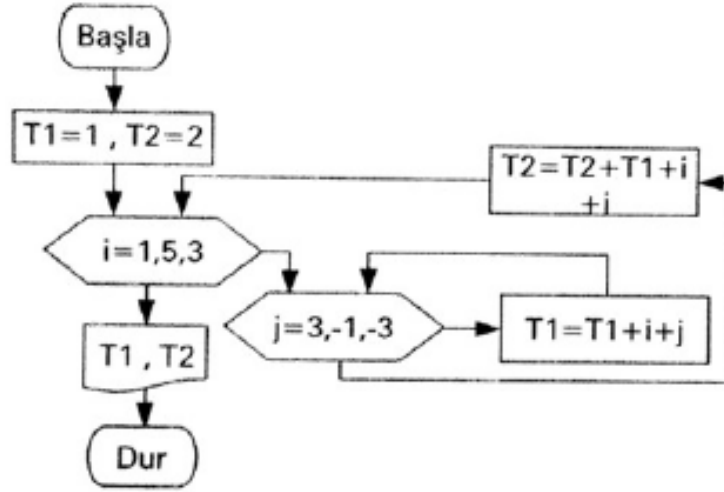 Başla
T1=1 , T2=2
T2=T2+T1+i
+j
i=1,5,3
j=3,-1,-3
T1=T1+i+j
T1 , T2
Dur